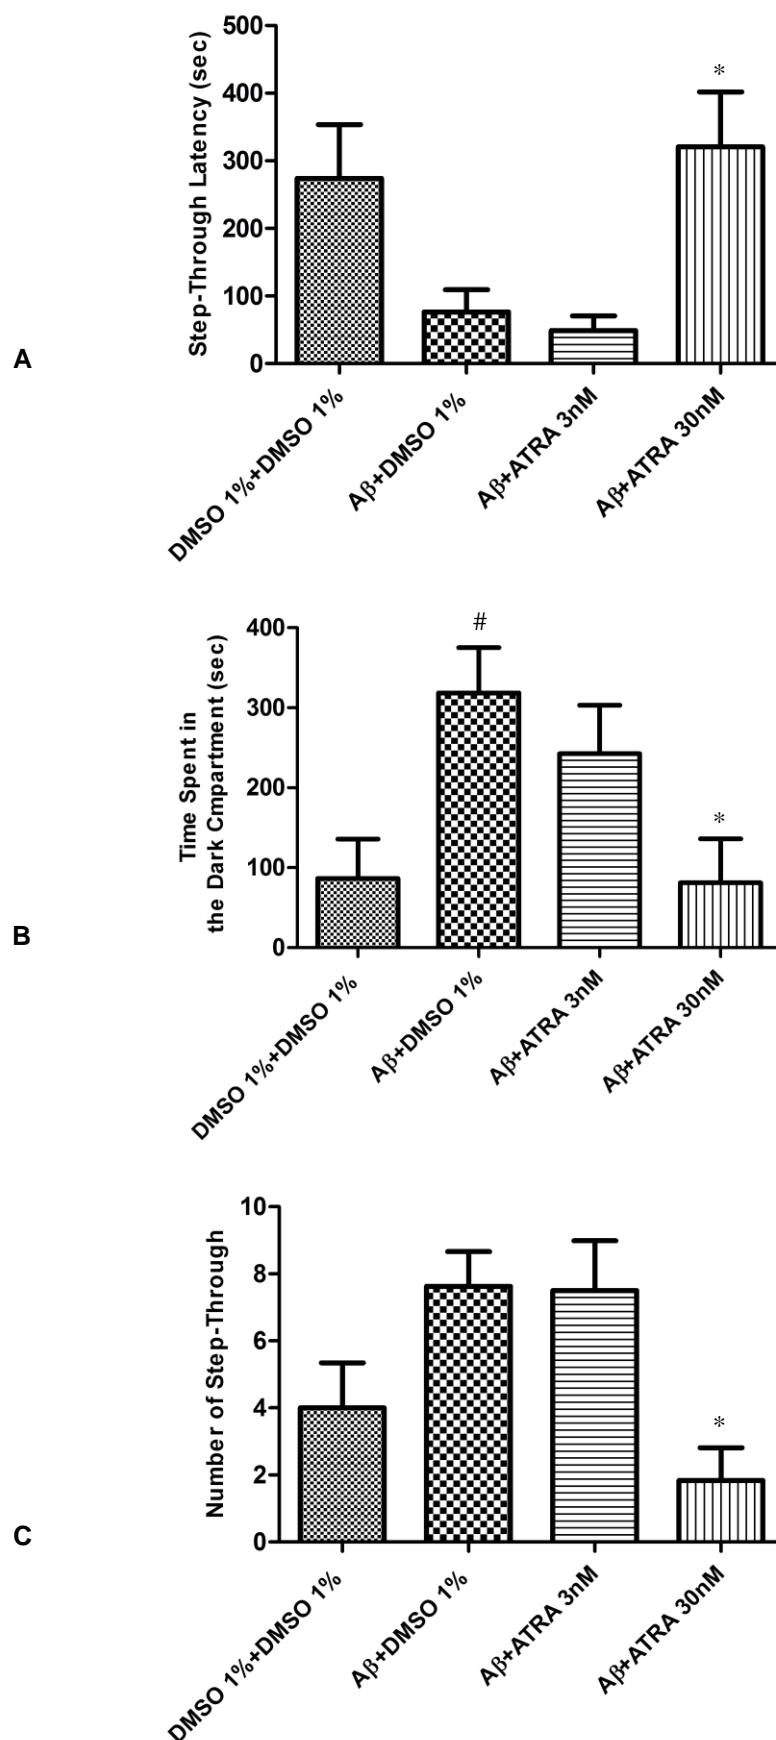 500
400
300
200
100
0
Step-Through Latency (sec)
*
A
DMSO 1%+DMSO 1%
Aβ+DMSO 1%
Aβ+ATRA 3nM
Aβ+ATRA 30nM
400
300
200
100
0
Time Spent in
the Dark Cmpartment (sec)
#
*
B
DMSO 1%+DMSO 1%
Aβ+DMSO 1%
Aβ+ATRA 3nM
Aβ+ATRA 30nM
10
8
6
4
2
0
Number of Step-Through
*
C
DMSO 1%+DMSO 1%
Aβ+DMSO 1%
Aβ+ATRA 3nM
Aβ+ATRA 30nM